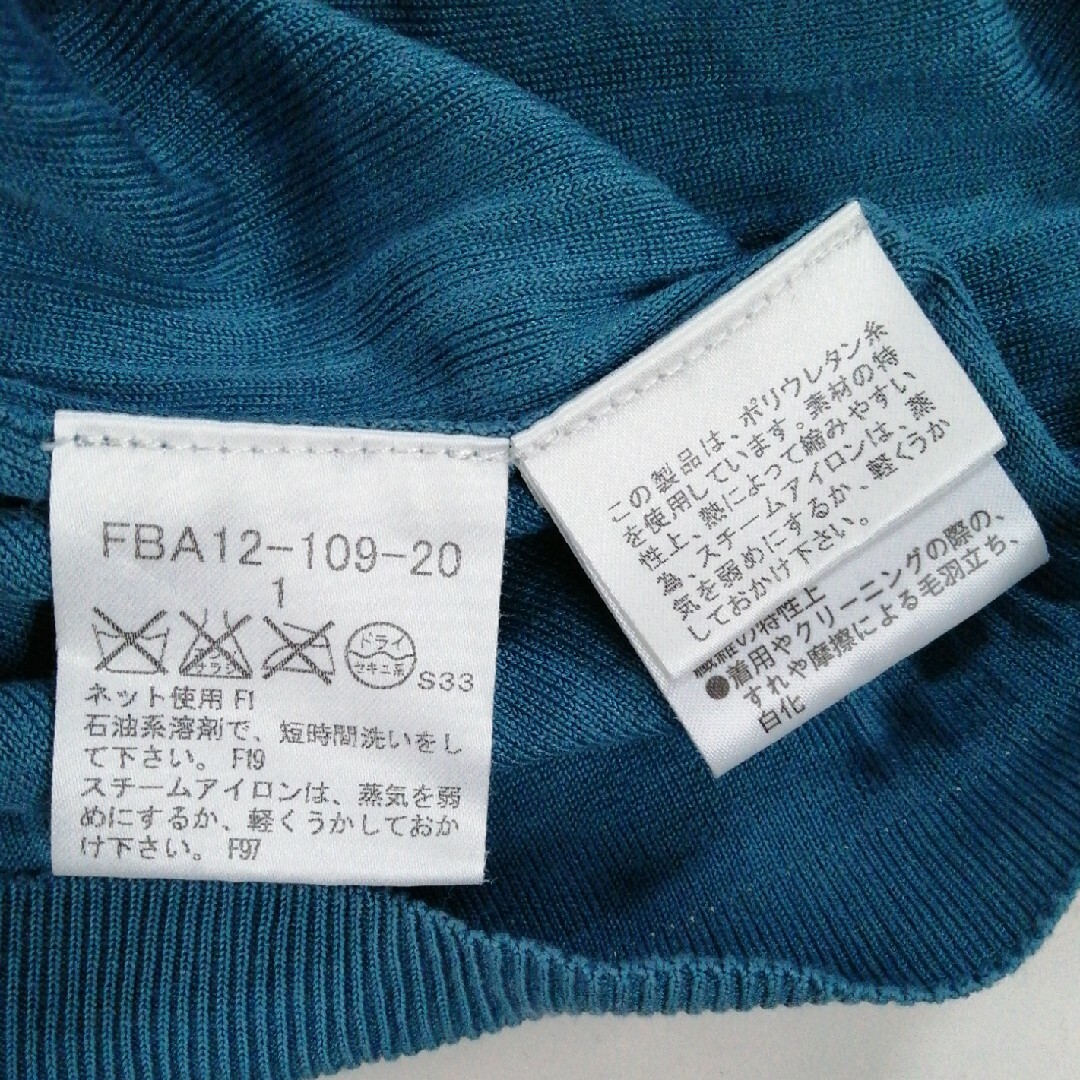 FBA12-109-20
1
エンソサラシ
ドライ
セキユ系
S33
ネット使用 F1
石油系溶剤で、短時間洗いをし
て下さい。 F19
スチームアイロンは、蒸気を弱
めにするか、軽くうかしておか
け下さい。 F97
この製品は、ポリウレタン糸
を使用しています。素材の特
性上、熱によって縮みやすい
為、スチームアイロンは、蒸
気を弱めにするか、軽くうか
しておかけ下さい。
の特性上
●着用やクリーニングの際の、
すれや摩擦による毛羽立ち、
白化